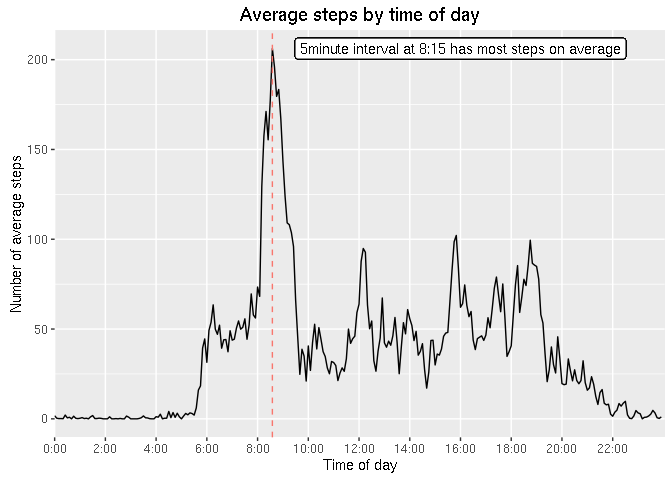 Average steps by time of day
5minute interval at 8:15 has most steps on average
Number of average steps
200
150
100
50
0
0:00 2:00 4:00 6:00 8:00 10:00 12:00 14:00 16:00 18:00 20:00 22:00
Time of day